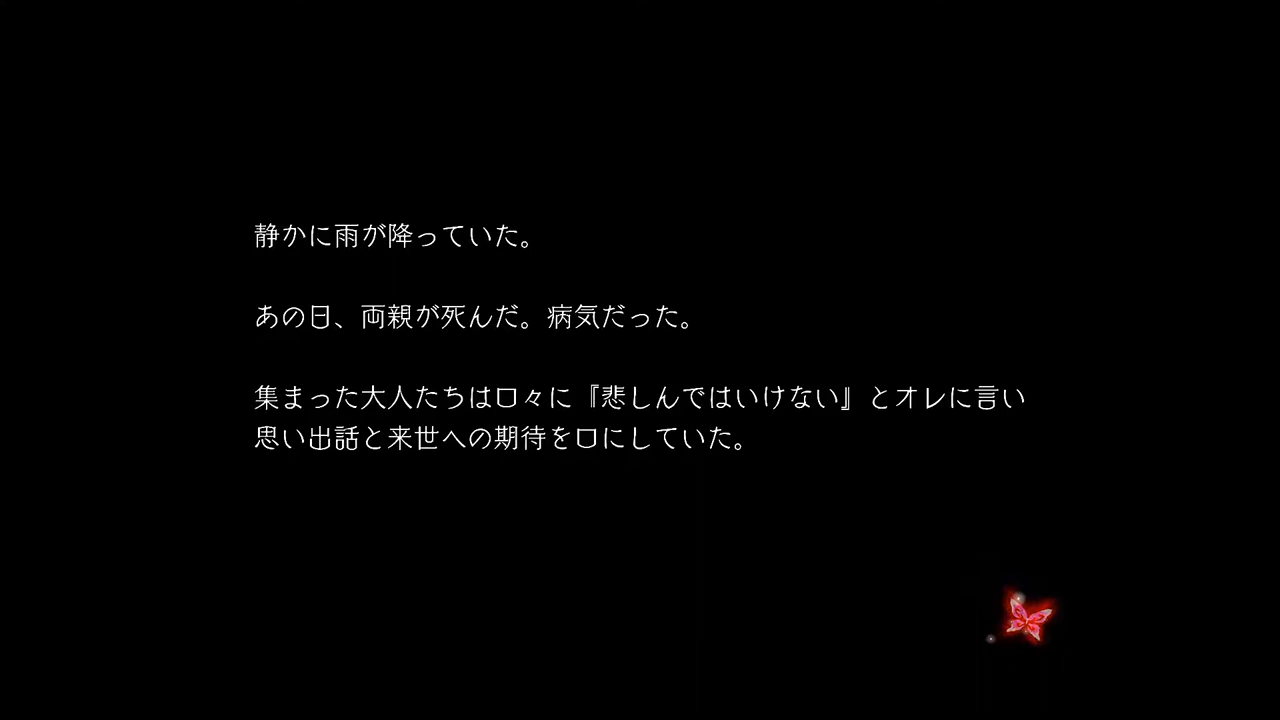 静かに雨が降っていた。
あの日、両親が死んだ。病気だった。
集まった大人たちは口々に『悲しんではいけない』とオレに言い
思い出話と来世への期待を口にしていた。